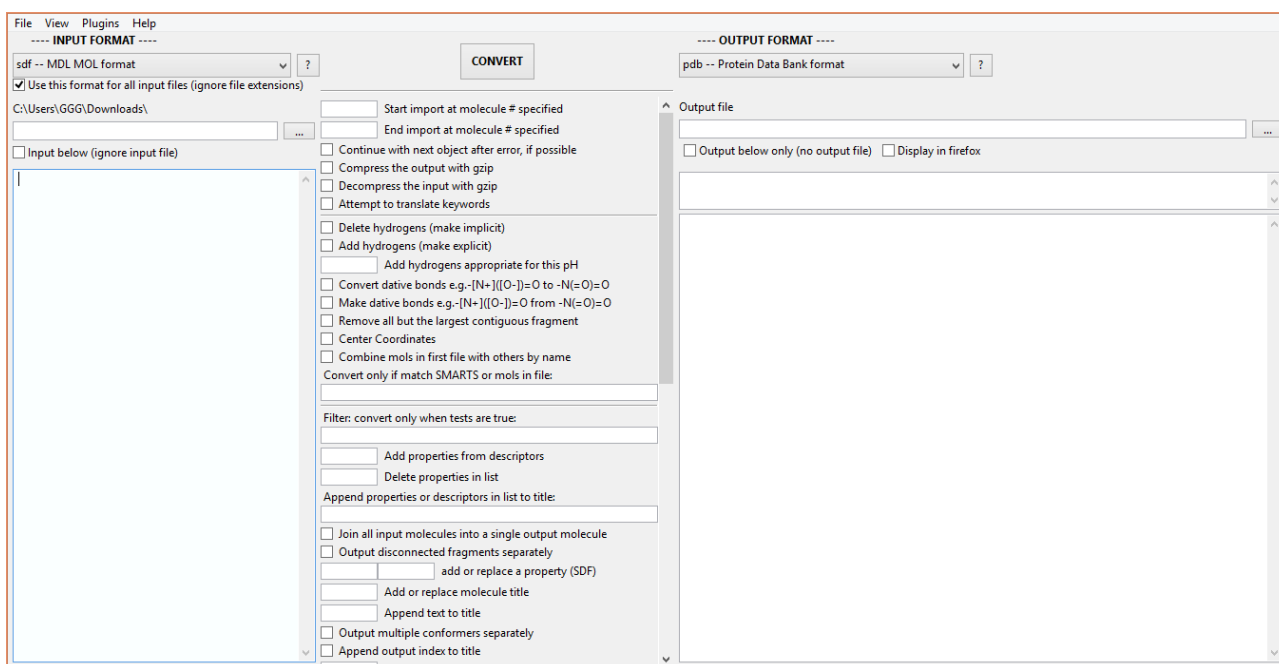 File View Plugins Help
---- INPUT FORMAT ----
sdf -- MDL MOL format
?
Use this format for all input files (ignore file extensions)
C:\Users\GGG\Downloads\
...
Input below (ignore input file)
CONVERT
Start import at molecule # specified
End import at molecule # specified
Continue with next object after error, if possible
Compress the output with gzip
Decompress the input with gzip
Attempt to translate keywords
Delete hydrogens (make implicit)
Add hydrogens (make explicit)
Add hydrogens appropriate for this pH
Convert dative bonds e.g.-[N+]([O-])=O to -N(=O)=O
Make dative bonds e.g.-[N+]([O-])=O from -N(=O)=O
Remove all but the largest contiguous fragment
Center Coordinates
Combine mols in first file with others by name
Convert only if match SMARTS or mols in file:
Filter: convert only when tests are true:
Add properties from descriptors
Delete properties in list
Append properties or descriptors in list to title:
Join all input molecules into a single output molecule
Output disconnected fragments separately
add or replace a property (SDF)
Add or replace molecule title
Append text to title
Output multiple conformers separately
Append output index to title
---- OUTPUT FORMAT ----
pdb -- Protein Data Bank format
?
Output file
...
Output below only (no output file) Display in firefox